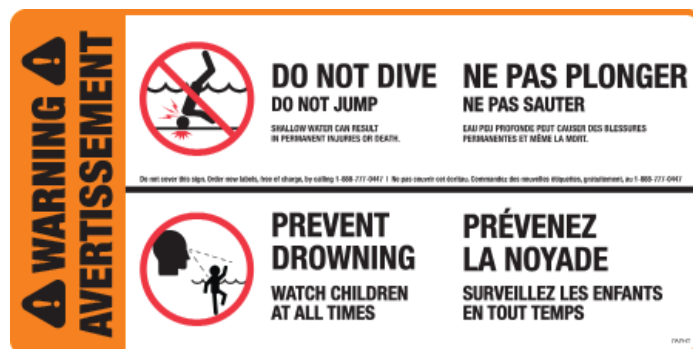 WARNING
AVERTISSEMENT
DO NOT DIVE
DO NOT JUMP
SHALLOW WATER CAN RESULT
IN PERMANENT INJURIES OR DEATH.
NE PAS PLONGER
NE PAS SAUTER
EAU PEU PROFONDE PEUT CAUSER DES BLESSURES
PERMANENTES ET MÊME LA MORT.
Do not cover this sign. Order new labels, free of charge, by calling 1-888-777-0447 | Ne pas couvrir cet écriteau. Commandez des nouvelles étiquettes, gratuitement, au 1-888-777-0447
PREVENT
DROWNING
WATCH CHILDREN
AT ALL TIMES
PRÉVENEZ
LA NOYADE
SURVEILLEZ LES ENFANTS
EN TOUT TEMPS